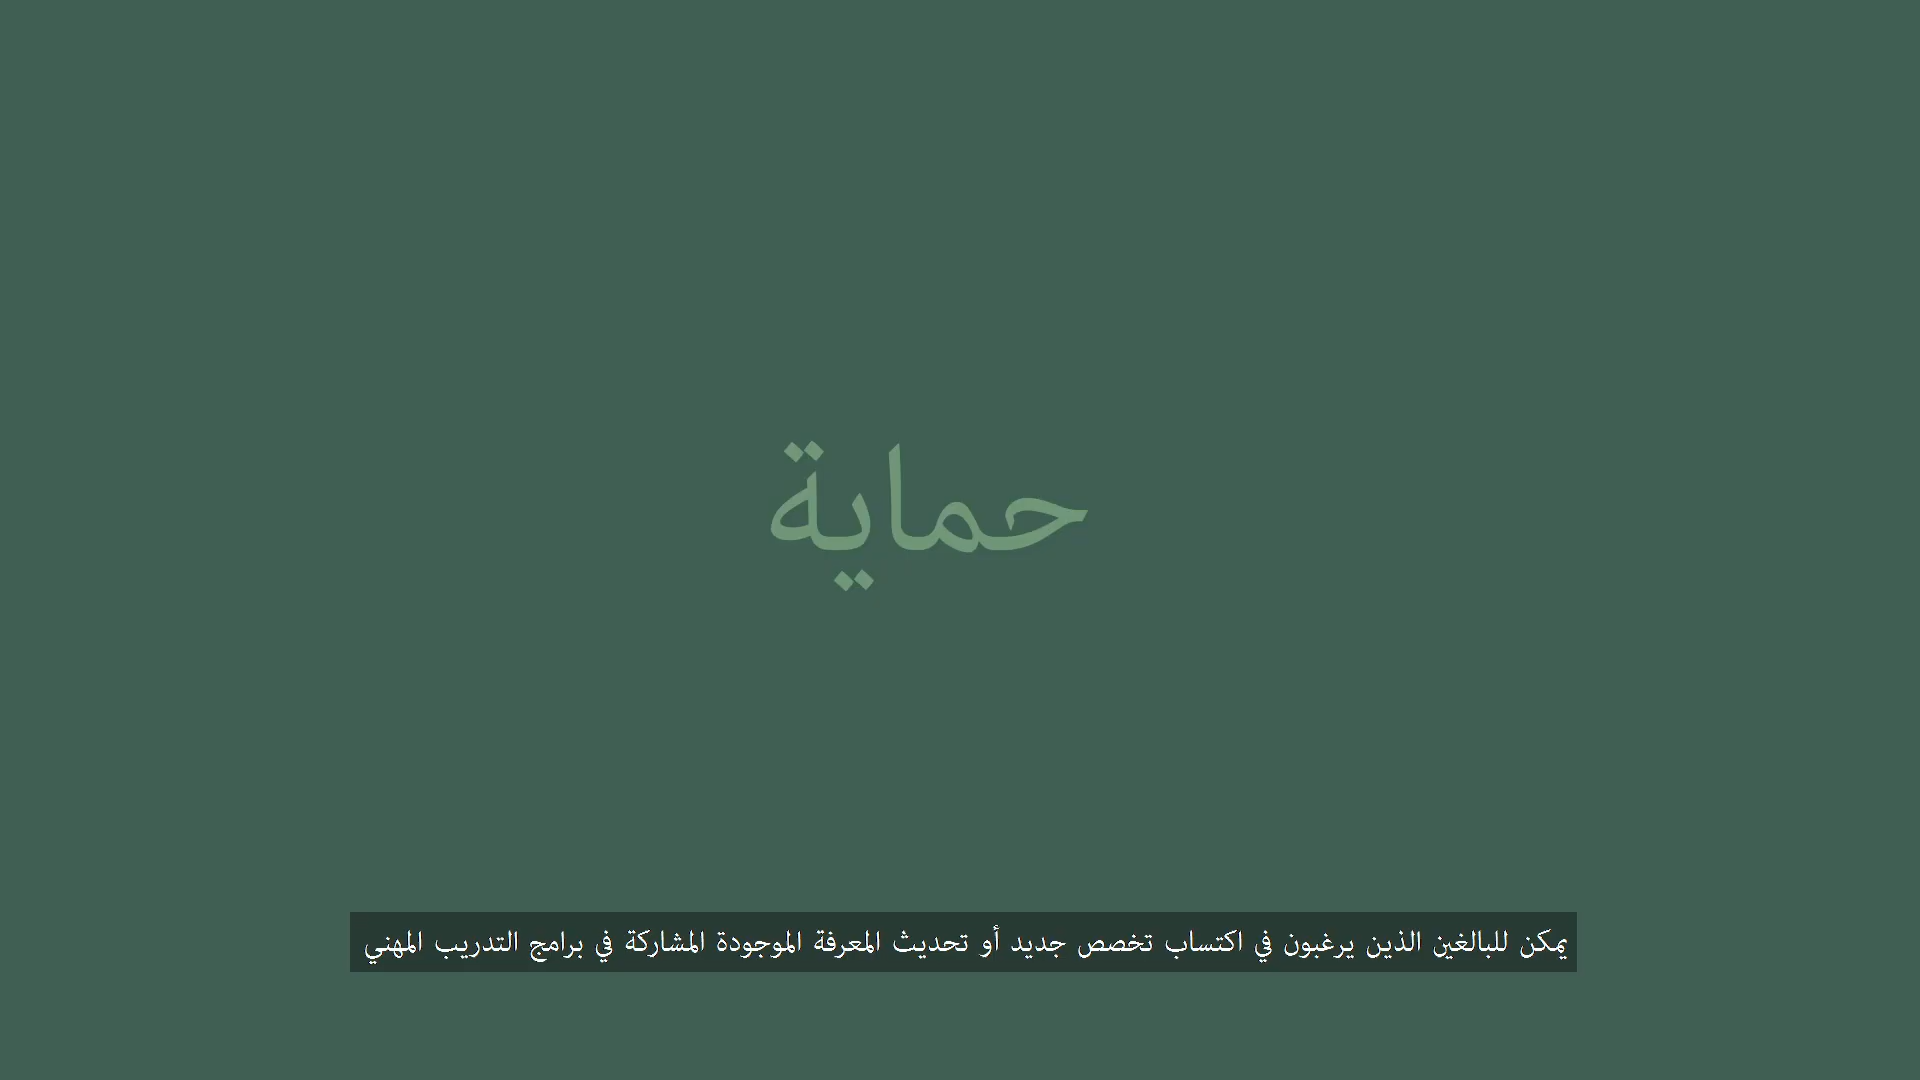 حماية
يمكن للبالغين الذين يرغبون في اكتساب تخصص جديد أو تحديث المعرفة الموجودة المشاركة في برامج التدريب المهني